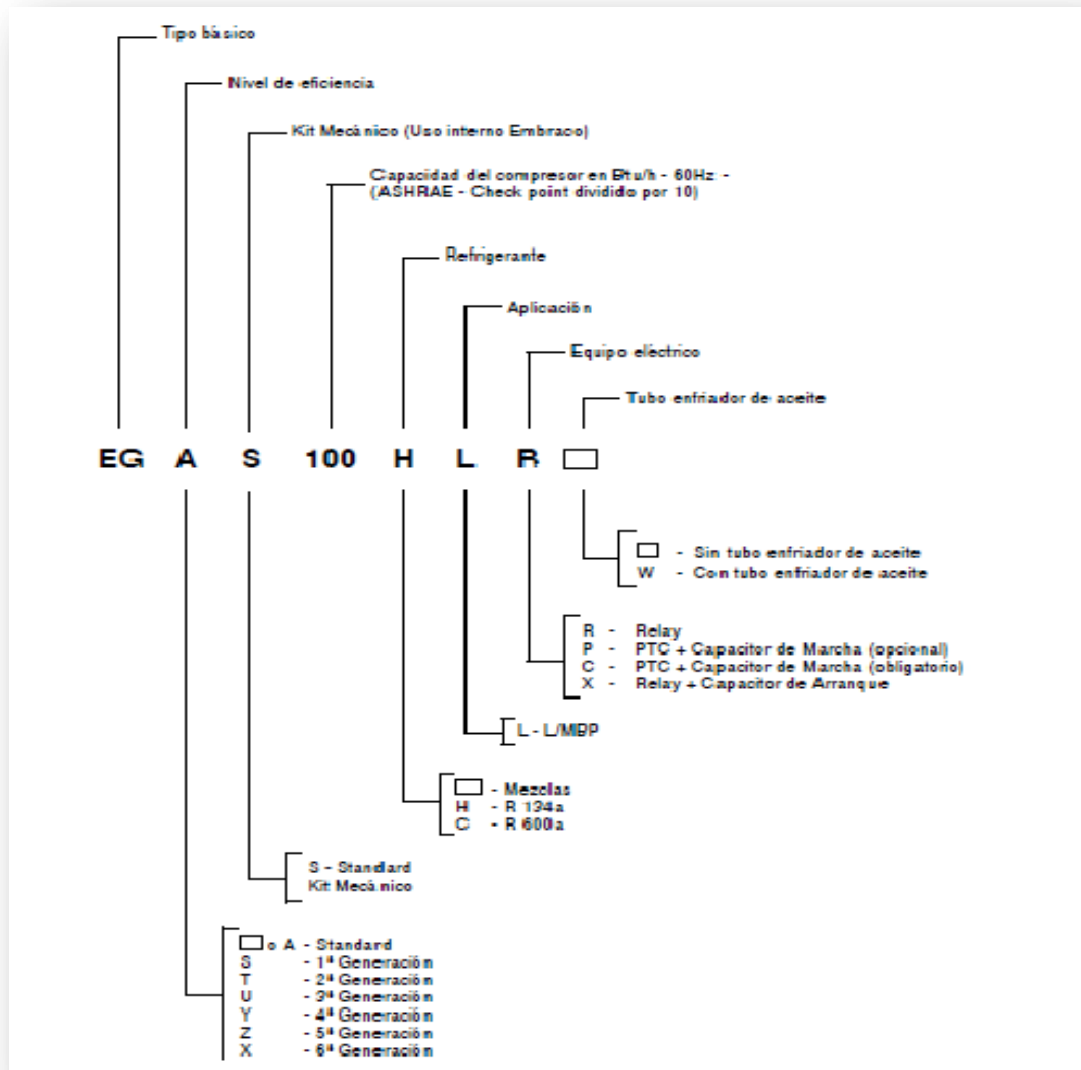 Tipo básico
Nivel de eficiencia
Kit Mecánico (Uso interno Embraco)
Capacidad del compresor en Btu/h - 60Hz -
(ASHRAE - Check point dividido por 10)
Refrigerante
Aplicación
Equipo eléctrico
Tubo enfriador de aceite
EG A S 100 H L R □
□ - Sin tubo enfriador de aceite
W - Com tubo enfriador de aceite
R - Relay
P - PTC + Capacitor de Marcha (opcional)
C - PTC + Capacitor de Marcha (obligatorio)
X - Relay + Capacitor de Arranque
L - L/MBP
□ - Mezclas
H - R 134a
C - R 600a
S - Standard
Kit Mecánico
□ o A - Standard
S - 1ª Generación
T - 2ª Generación
U - 3ª Generación
Y - 4ª Generación
Z - 5ª Generación
X - 6ª Generación